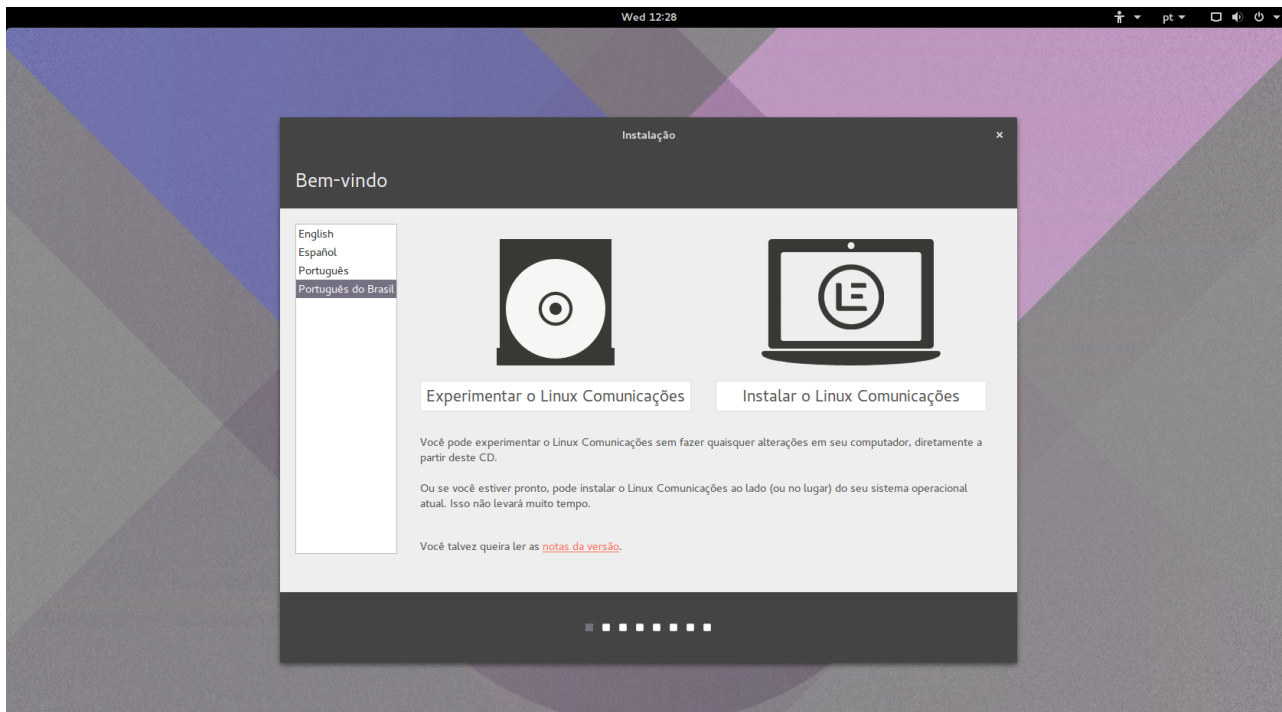 Wed 12:28
pt
Instalação
Bem-vindo
English
Español
Português
Português do Brasil
LE
Experimentar o Linux Comunicações
Instalar o Linux Comunicações
Você pode experimentar o Linux Comunicações sem fazer quaisquer alterações em seu computador, diretamente a
partir deste CD.
Ou se você estiver pronto, pode instalar o Linux Comunicações ao lado (ou no lugar) do seu sistema operacional
atual. Isso não levará muito tempo.
Você talvez queira ler as notas da versão.